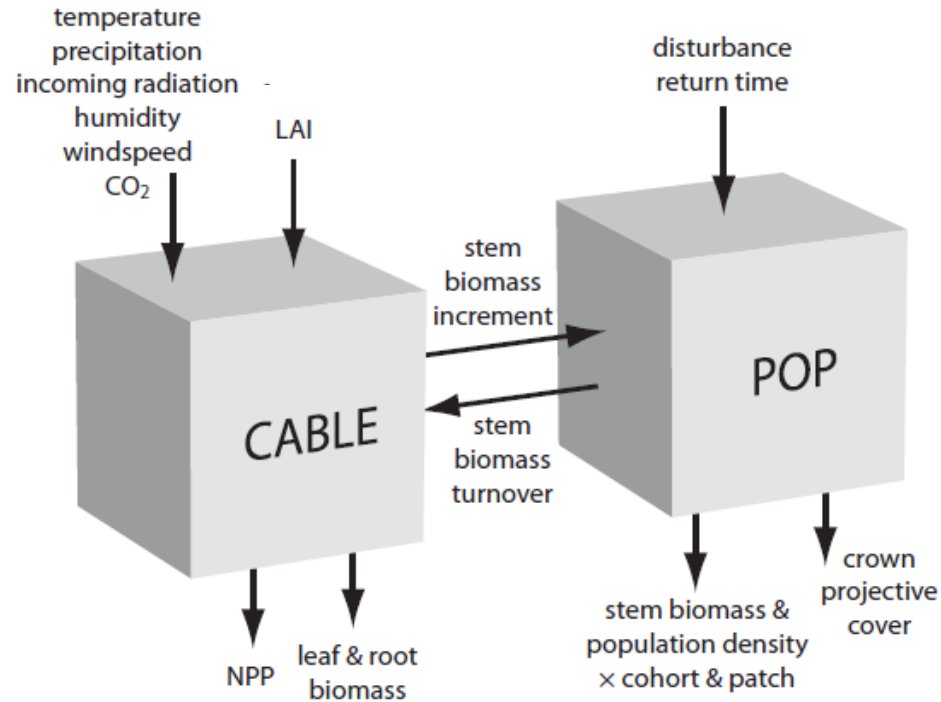 temperature
precipitation
incoming radiation -
humidity
windspeed
CO₂
LAI
disturbance
return time
stem
biomass
increment
CABLE
POP
stem
biomass
turnover
NPP
leaf & root
biomass
stem biomass &
population density
× cohort & patch
crown
projective
cover